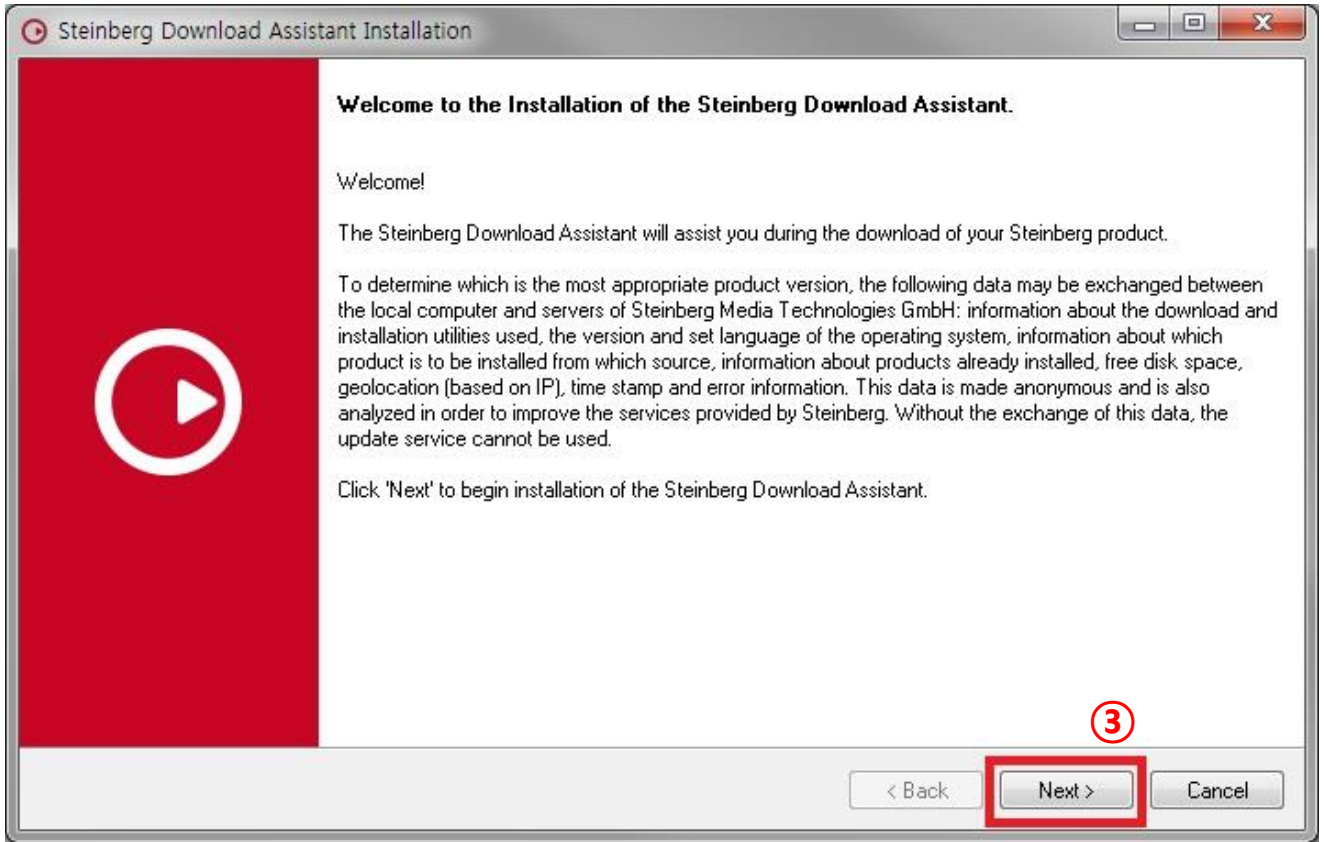 Steinberg Download Assistant Installation
Welcome to the Installation of the Steinberg Download Assistant.
Welcome!
The Steinberg Download Assistant will assist you during the download of your Steinberg product.
To determine which is the most appropriate product version, the following data may be exchanged between
the local computer and servers of Steinberg Media Technologies GmbH: information about the download and
installation utilities used, the version and set language of the operating system, information about which
product is to be installed from which source, information about products already installed, free disk space,
geolocation (based on IP), time stamp and error information. This data is made anonymous and is also
analyzed in order to improve the services provided by Steinberg. Without the exchange of this data, the
update service cannot be used.
Click 'Next' to begin installation of the Steinberg Download Assistant.
③
< Back Next > Cancel